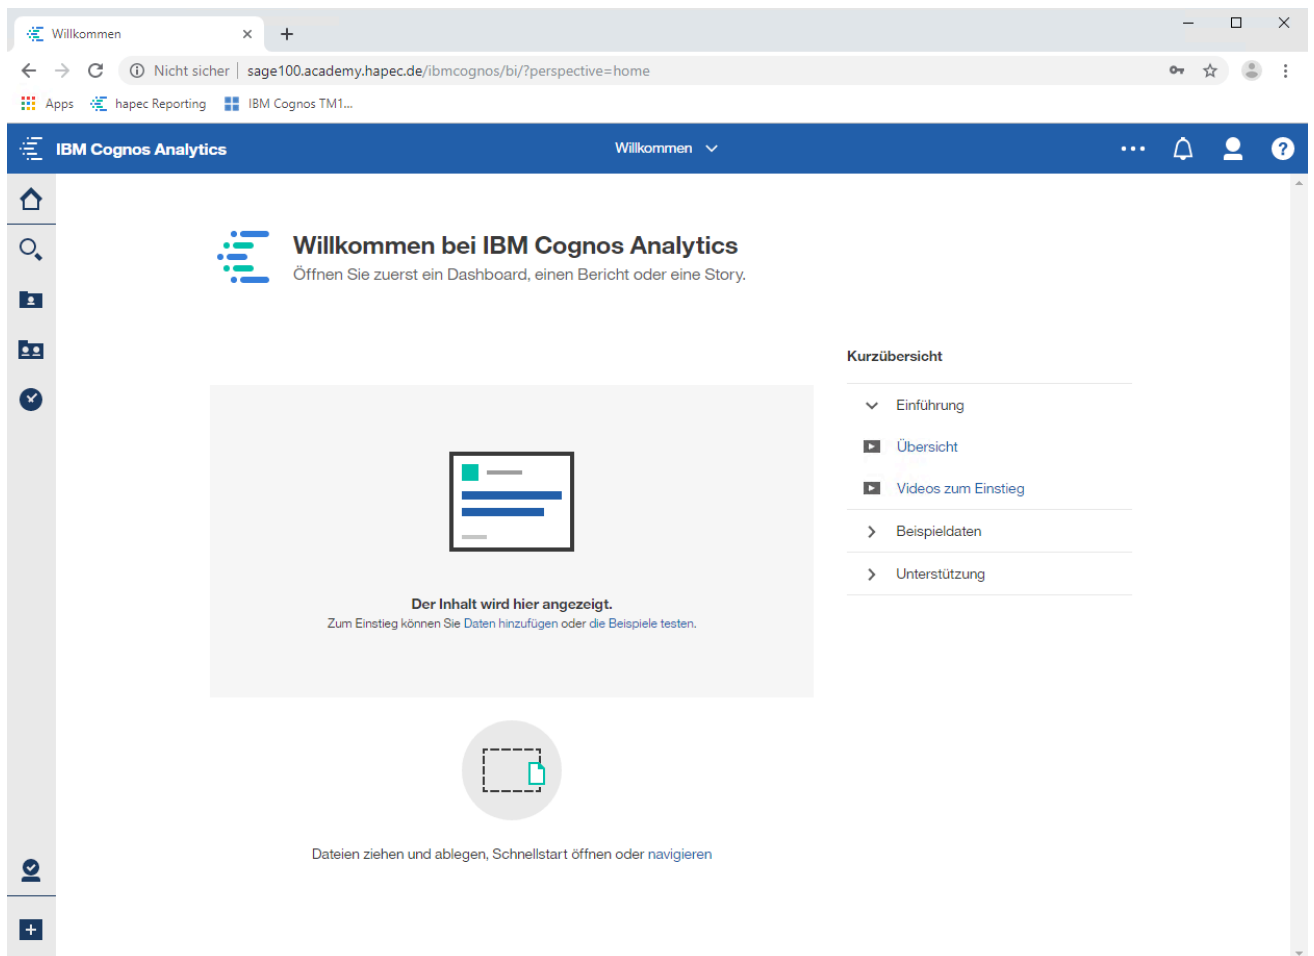 Willkommen
Nicht sicher | sage100.academy.hapec.de/ibmcognos/bi/?perspective=home
Apps hapec Reporting IBM Cognos TM1...
IBM Cognos Analytics Willkommen
Willkommen bei IBM Cognos Analytics
Öffnen Sie zuerst ein Dashboard, einen Bericht oder eine Story.
Kurzübersicht
Einführung
Übersicht
Videos zum Einstieg
Beispieldaten
Unterstützung
Der Inhalt wird hier angezeigt.
Zum Einstieg können Sie Daten hinzufügen oder die Beispiele testen.
Dateien ziehen und ablegen, Schnellstart öffnen oder navigieren